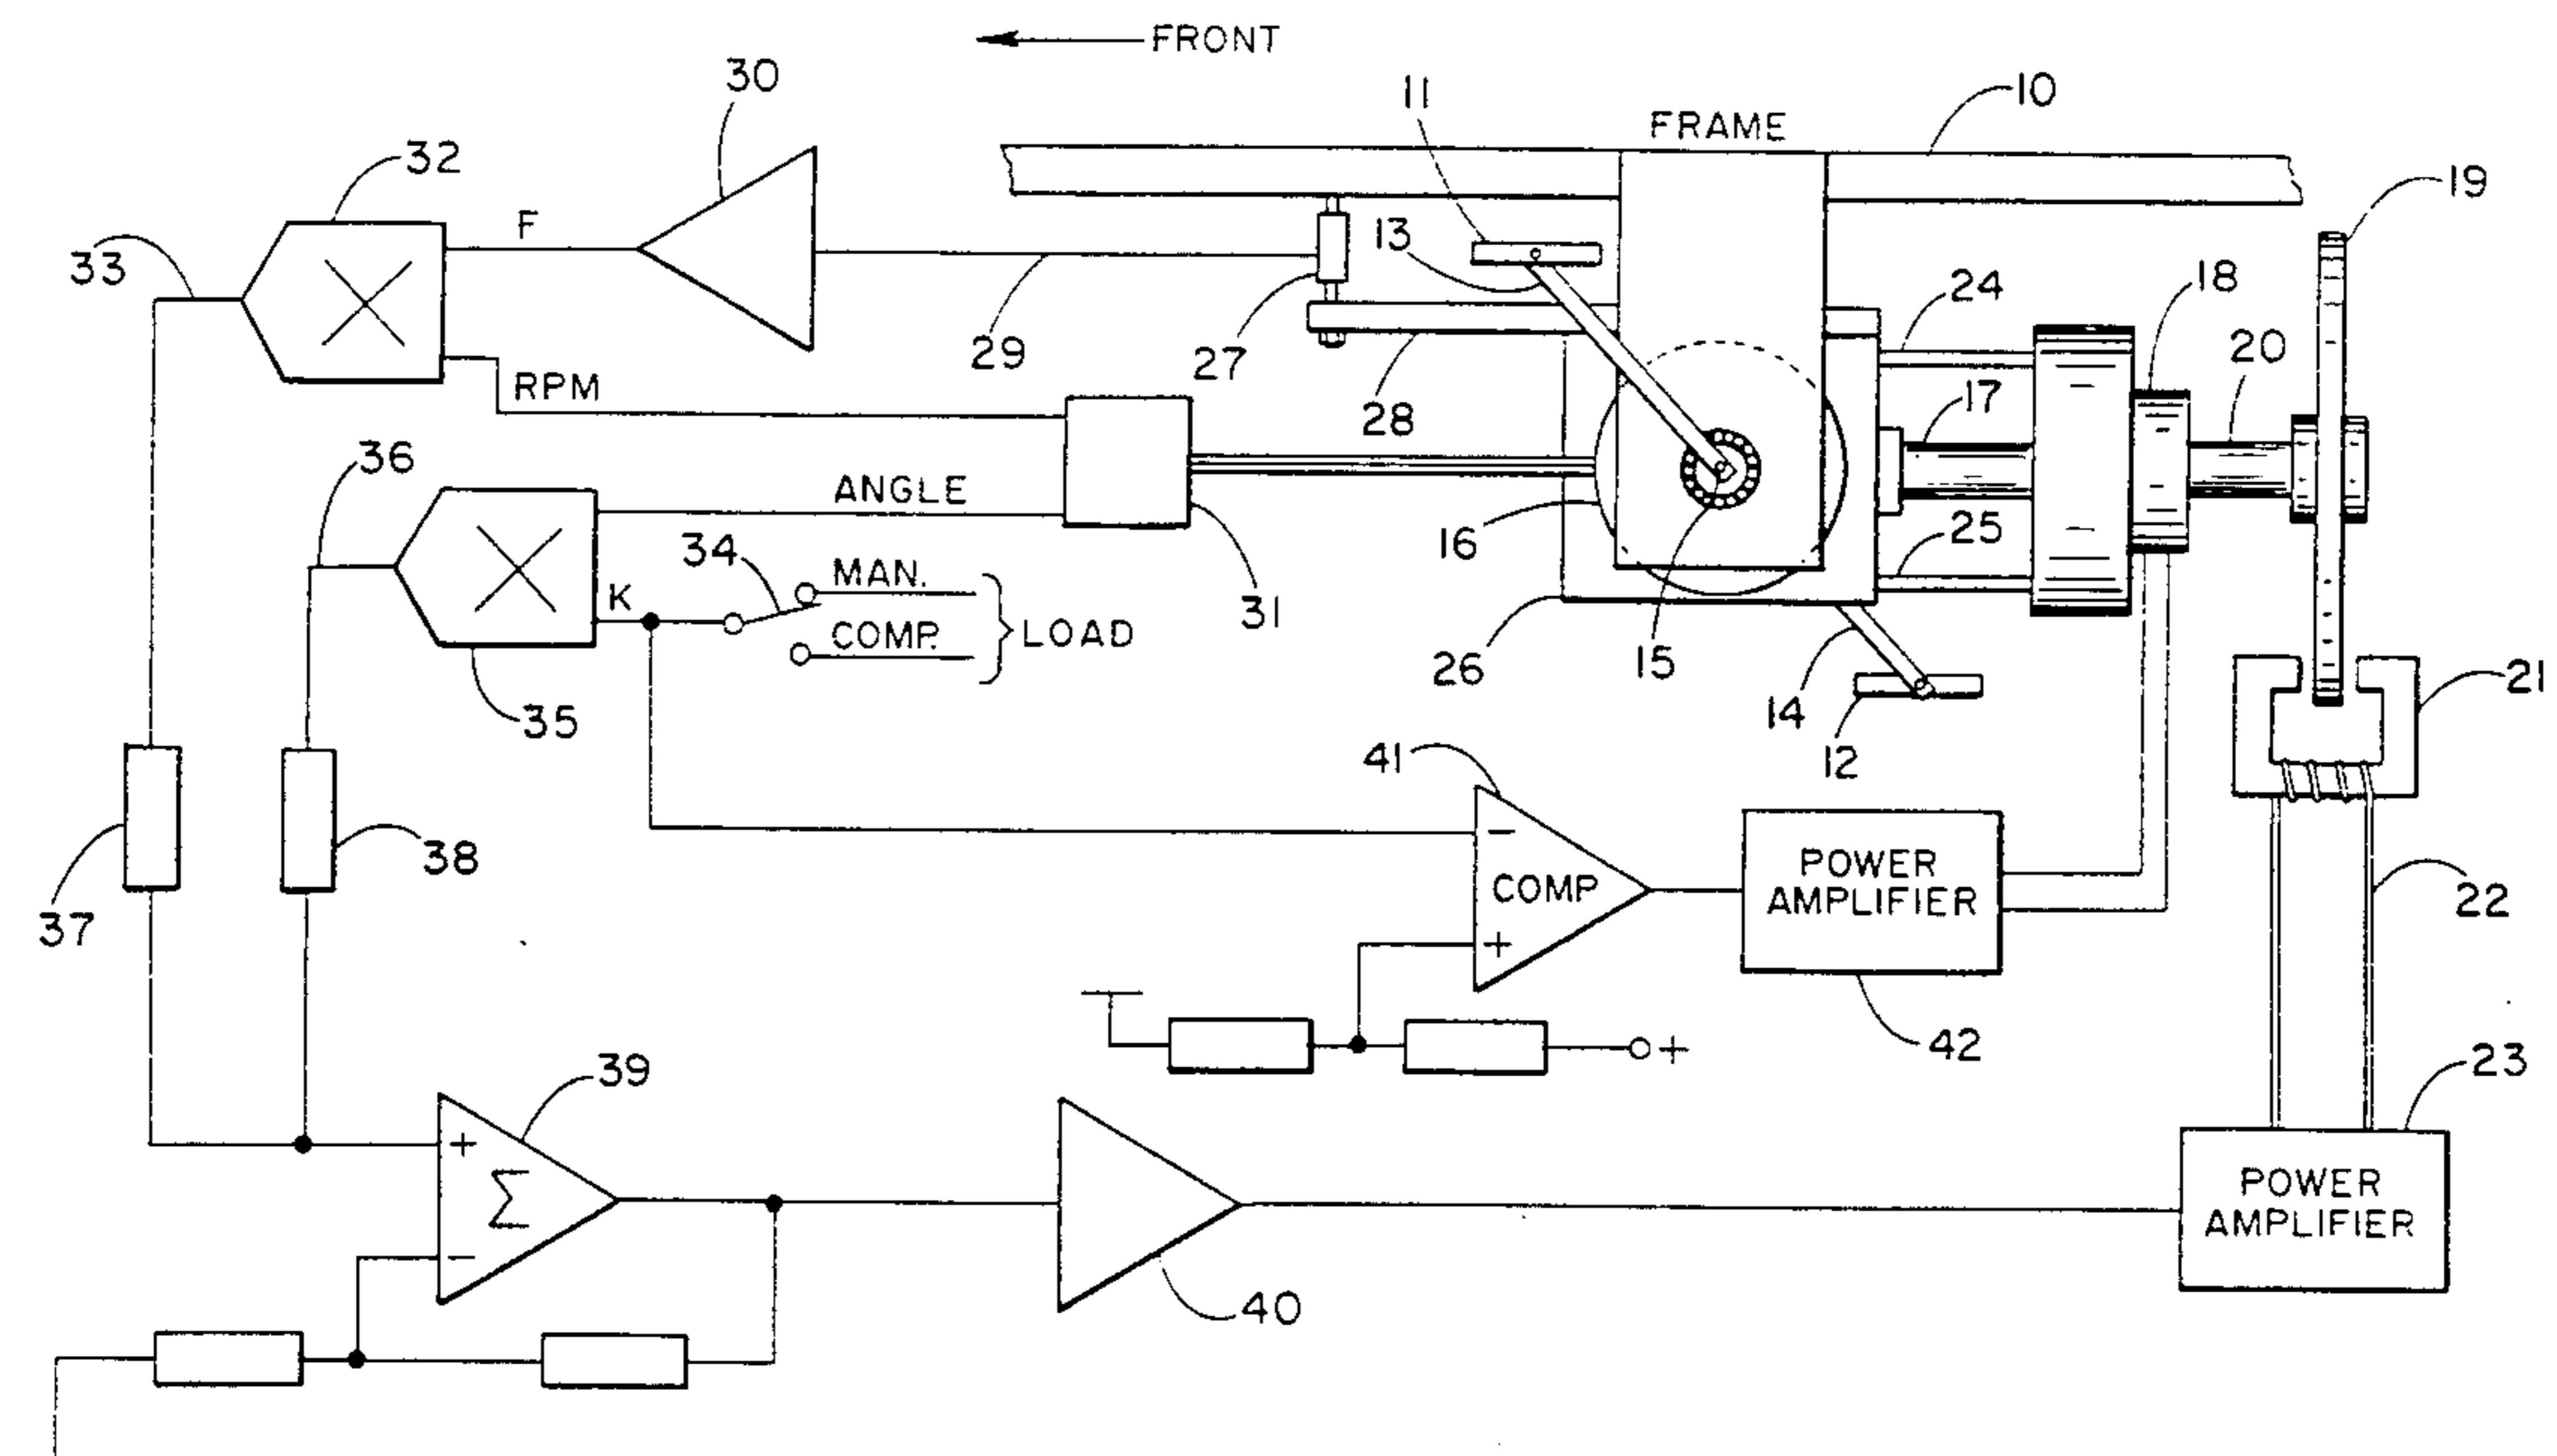 FRONT
30
11
10
FRAME
32
19
33
F
13
24
18
27
29
20
RPM
28
17
36
ANGLE
16
25
34
MAN.
K
COMP.
LOAD
31
26
15
21
35
14
12
41
−
37
38
COMP
POWER
AMPLIFIER
22
+
+
42
39
23
+
Σ
−
POWER
AMPLIFIER
40